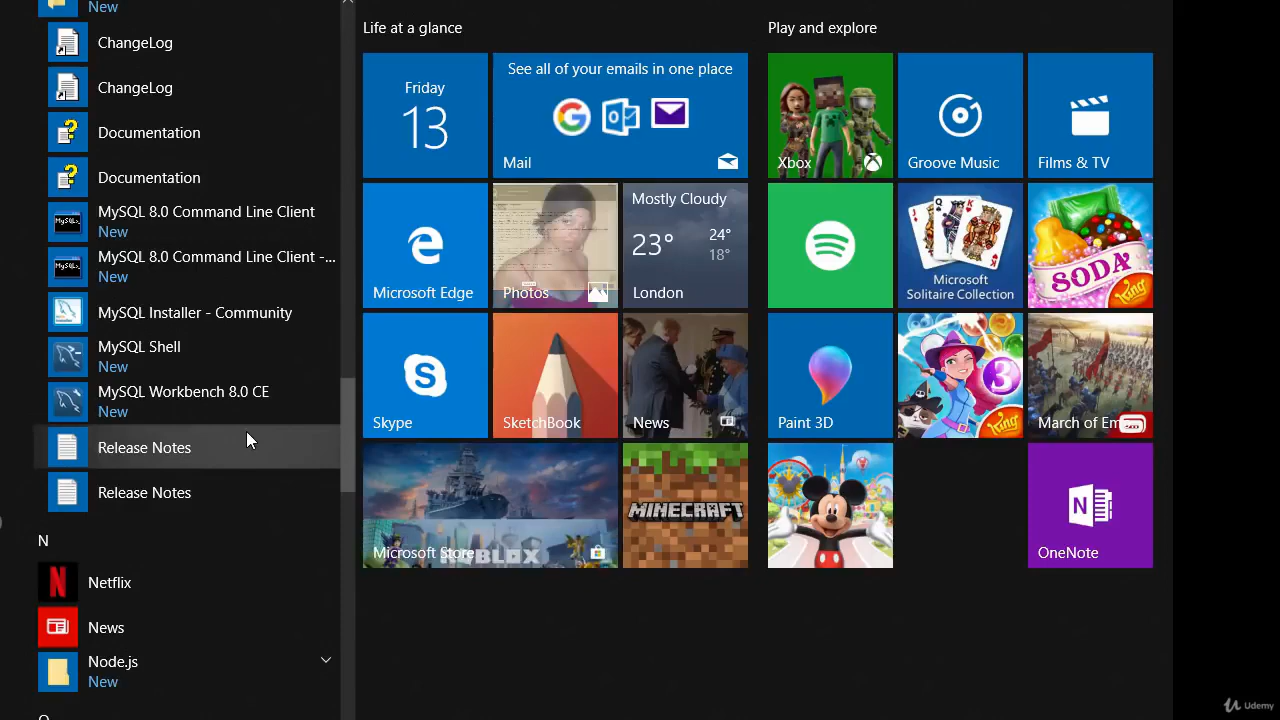 New
ChangeLog
ChangeLog
Documentation
Documentation
MySQL 8.0 Command Line Client
New
MySQL 8.0 Command Line Client -...
New
MySQL Installer - Community
MySQL Shell
New
MySQL Workbench 8.0 CE
New
Release Notes
Release Notes
N
Netflix
News
Node.js
New
Life at a glance
Friday
13
See all of your emails in one place
Mail
Microsoft Edge
Photos
Mostly Cloudy
23°
24°
18°
London
Skype
SketchBook
News
Microsoft Store
ROBLOX
MINECRAFT
Play and explore
Xbox
Groove Music
Films & TV
Microsoft
Solitaire Collection
SODA
King
Paint 3D
3
King
March of Em
N
OneNote
Udemy